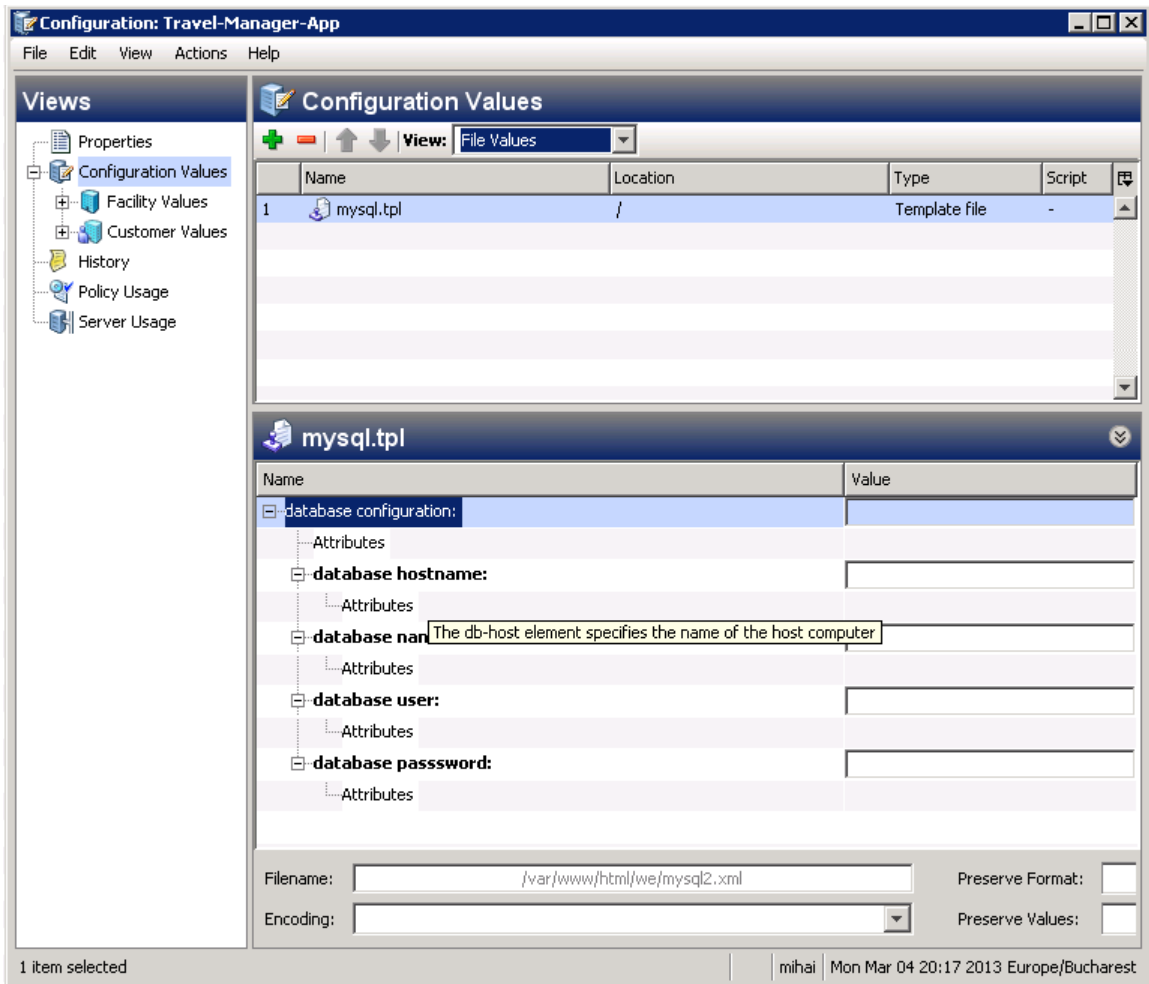 Configuration: Travel-Manager-App
File Edit View Actions Help
Views
Properties
Configuration Values
Facility Values
Customer Values
History
Policy Usage
Server Usage
Configuration Values
View: File Values
Name Location Type Script
1 mysql.tpl / Template file -
mysql.tpl
Name Value
database configuration:
Attributes
database hostname:
Attributes
The db-host element specifies the name of the host computer
database
Attributes
database user:
Attributes
database passsword:
Attributes
Filename: /var/www/html/we/mysql2.xml Preserve Format:
Encoding: Preserve Values:
1 item selected mihai Mon Mar 04 20:17 2013 Europe/Bucharest